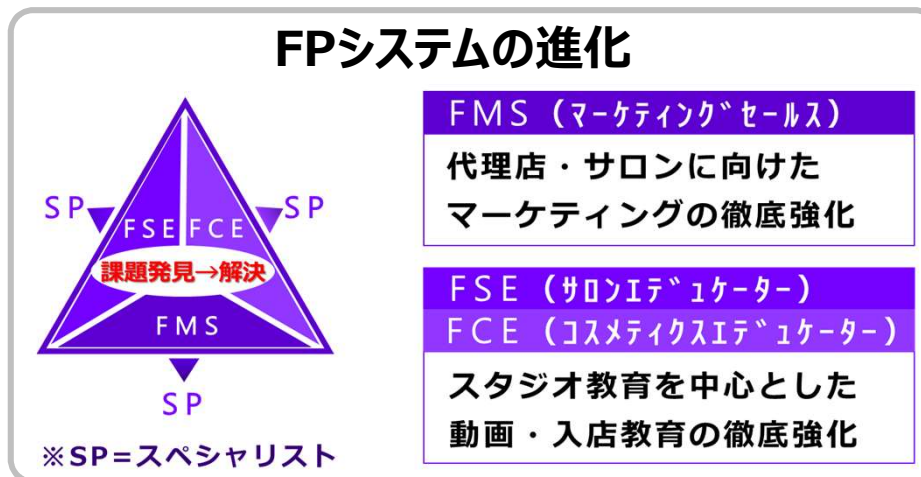 FPシステムの進化
SP
SP
FSE
FCE
課題発見→解決
FMS
SP
※SP=スペシャリスト
FMS (ﾏｰｹティﾝｸﾞｾｰﾙｽ)
代理店・サロンに向けた
マーケティングの徹底強化
FSE (ｻﾛﾝｴﾃﾞｭｹｰﾀｰ)
FCE (ｺｽﾒﾃィｸｽｴﾃﾞｭｹｰﾀｰ)
スタジオ教育を中心とした
動画・入店教育の徹底強化